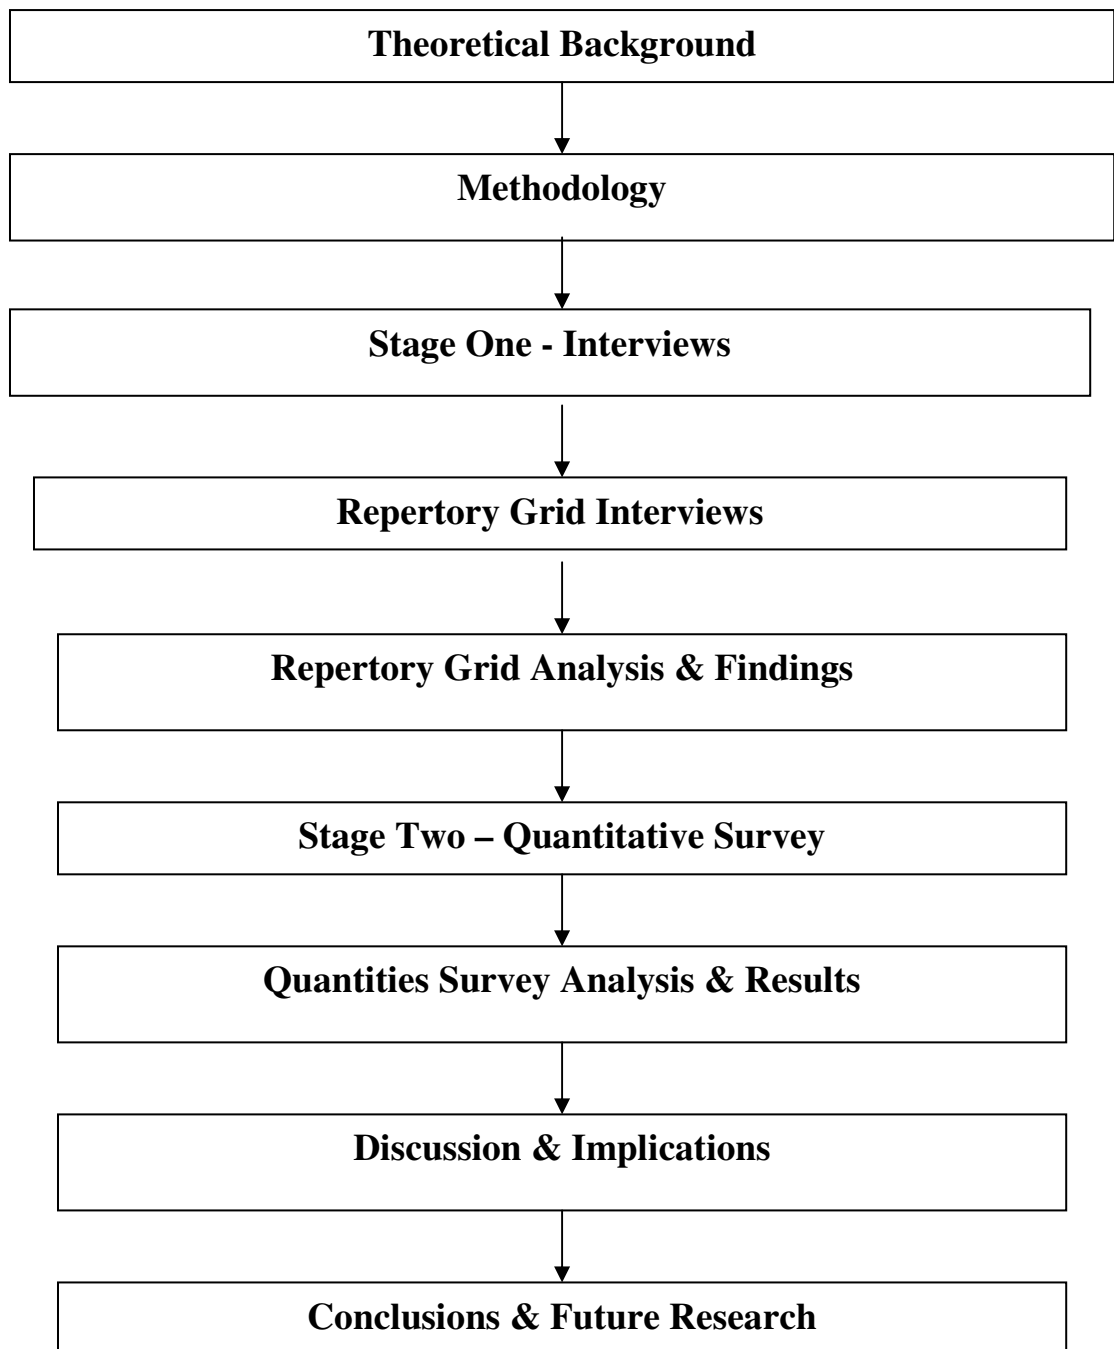 Theoretical Background
Methodology
Stage One - Interviews
Repertory Grid Interviews
Repertory Grid Analysis & Findings
Stage Two – Quantitative Survey
Quantities Survey Analysis & Results
Discussion & Implications
Conclusions & Future Research